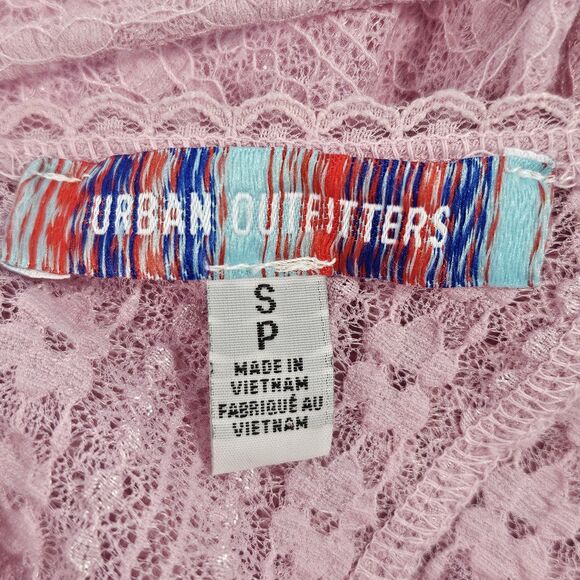 URBAN OUTFITTERS
S
P
MADE IN
VIETNAM
FABRIQUÉ AU
VIETNAM